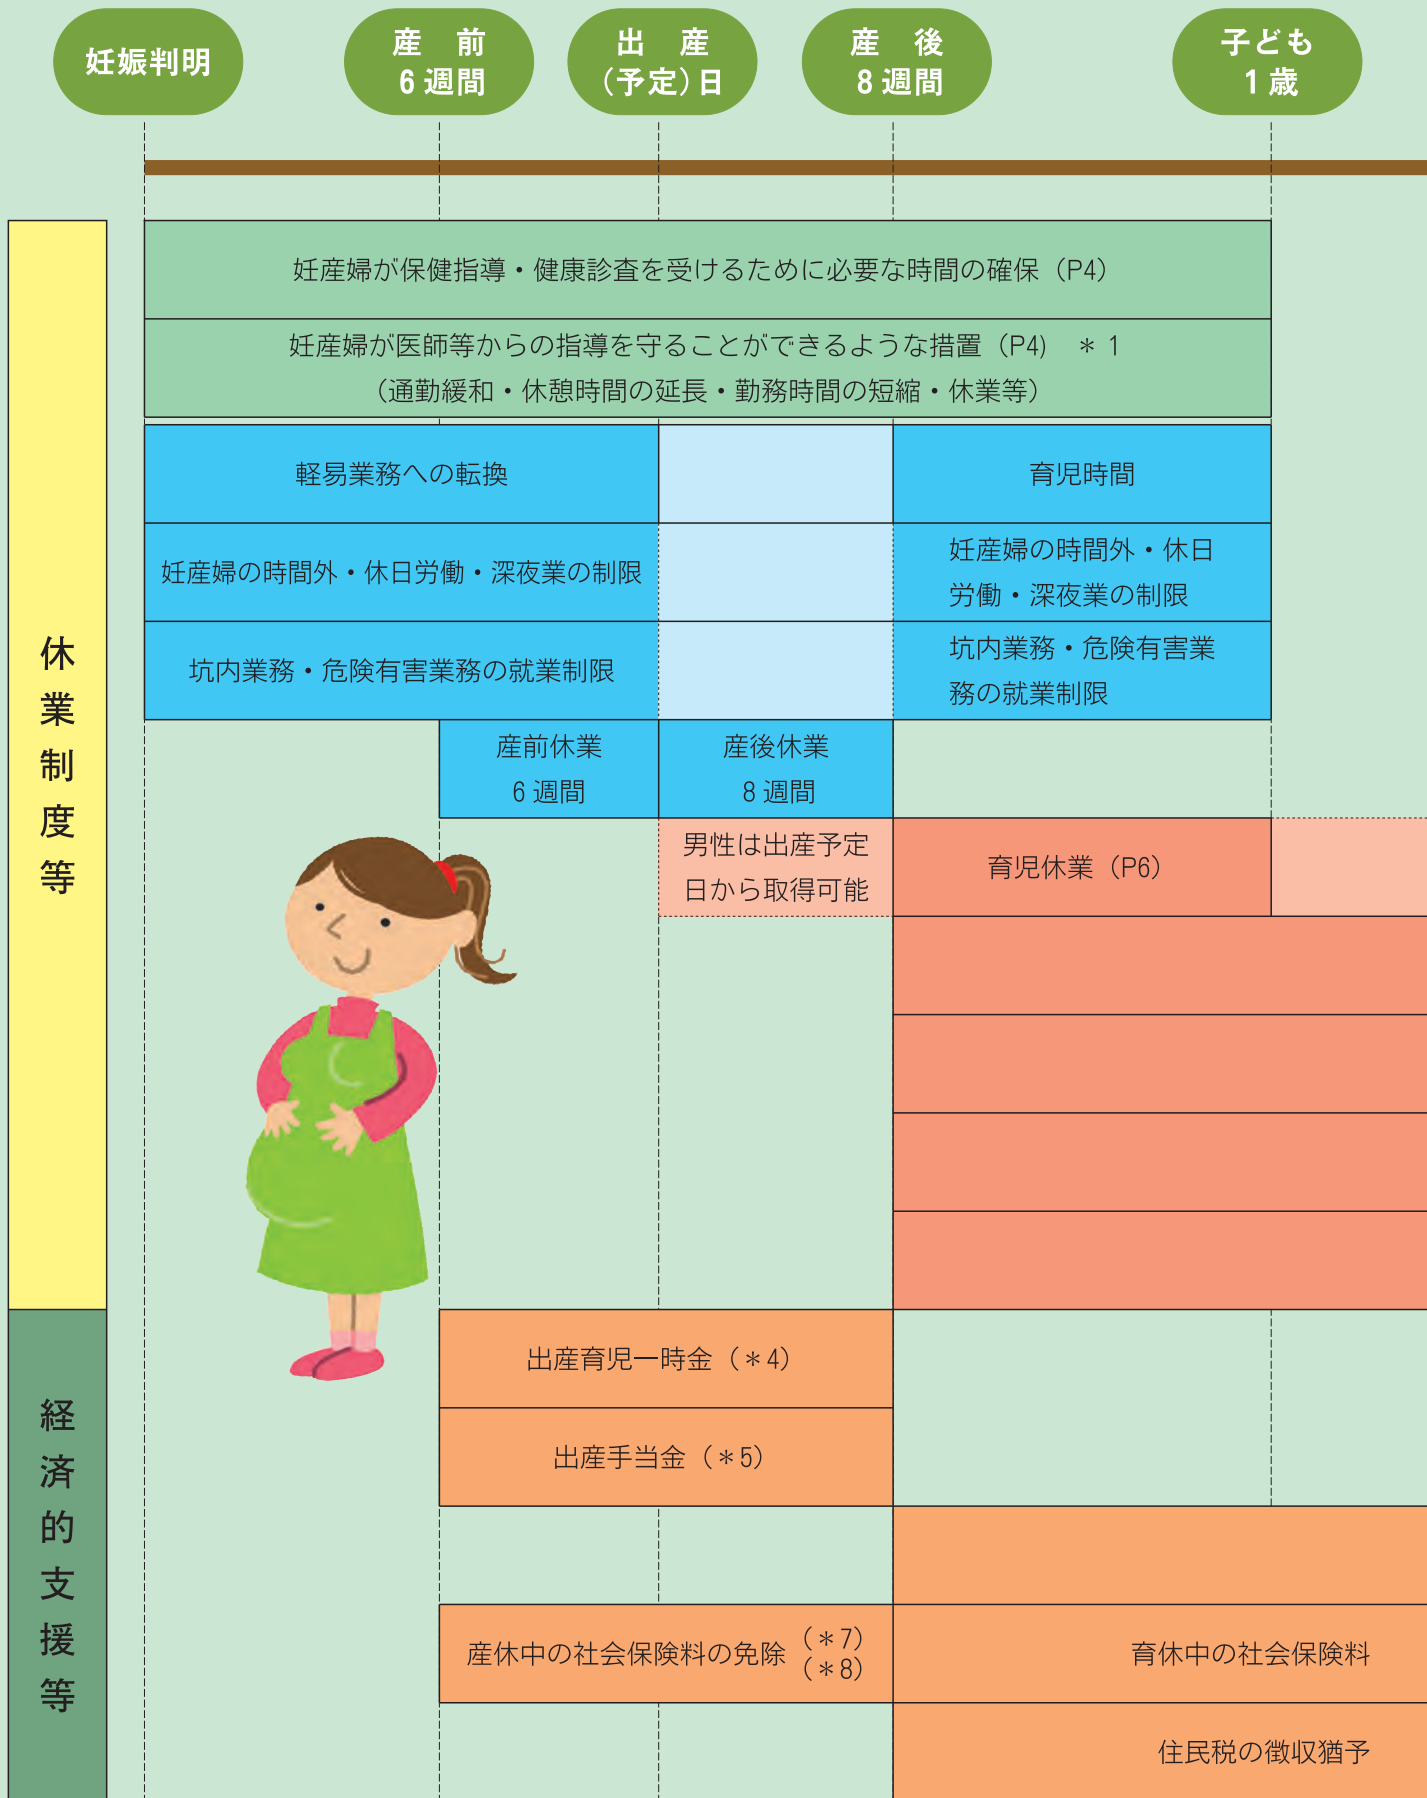 妊娠判明
産　前
6週間
出　産
(予定)日
産　後
8週間
子ども
1歳
休業制度等
妊産婦が保健指導・健康診査を受けるために必要な時間の確保（P4）
妊産婦が医師等からの指導を守ることができるような措置（P4）　＊1
（通勤緩和・休憩時間の延長・勤務時間の短縮・休業等）
軽易業務への転換
育児時間
妊産婦の時間外・休日労働・深夜業の制限
妊産婦の時間外・休日
労働・深夜業の制限
坑内業務・危険有害業務の就業制限
坑内業務・危険有害業
務の就業制限
産前休業
6週間
産後休業
8週間
男性は出産予定
日から取得可能
育児休業（P6）
経済的支援等
出産育児一時金（＊4）
出産手当金（＊5）
産休中の社会保険料の免除
（＊7）
（＊8）
育休中の社会保険料
住民税の徴収猶予